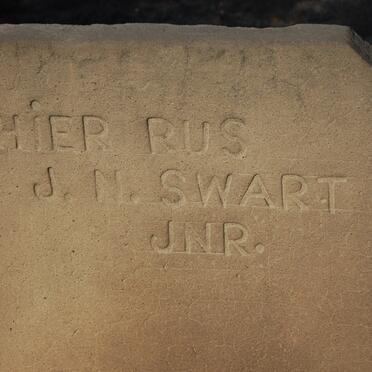 HiER RUS
J. N. SWART
JNR.